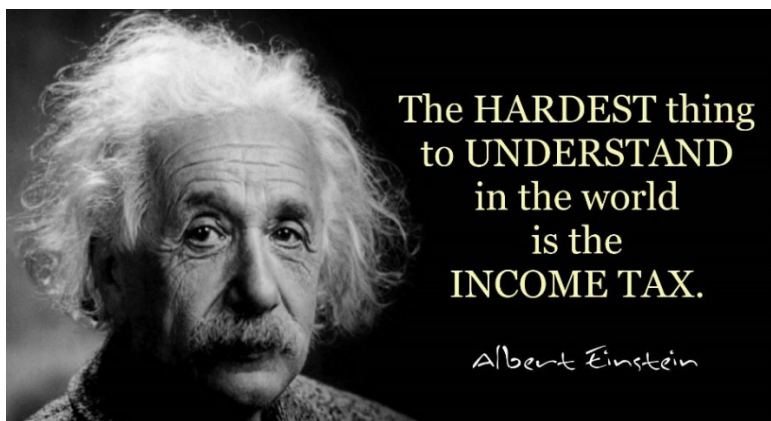 The HARDEST thing
to UNDERSTAND
in the world
is the
INCOME TAX.
Albert Einstein